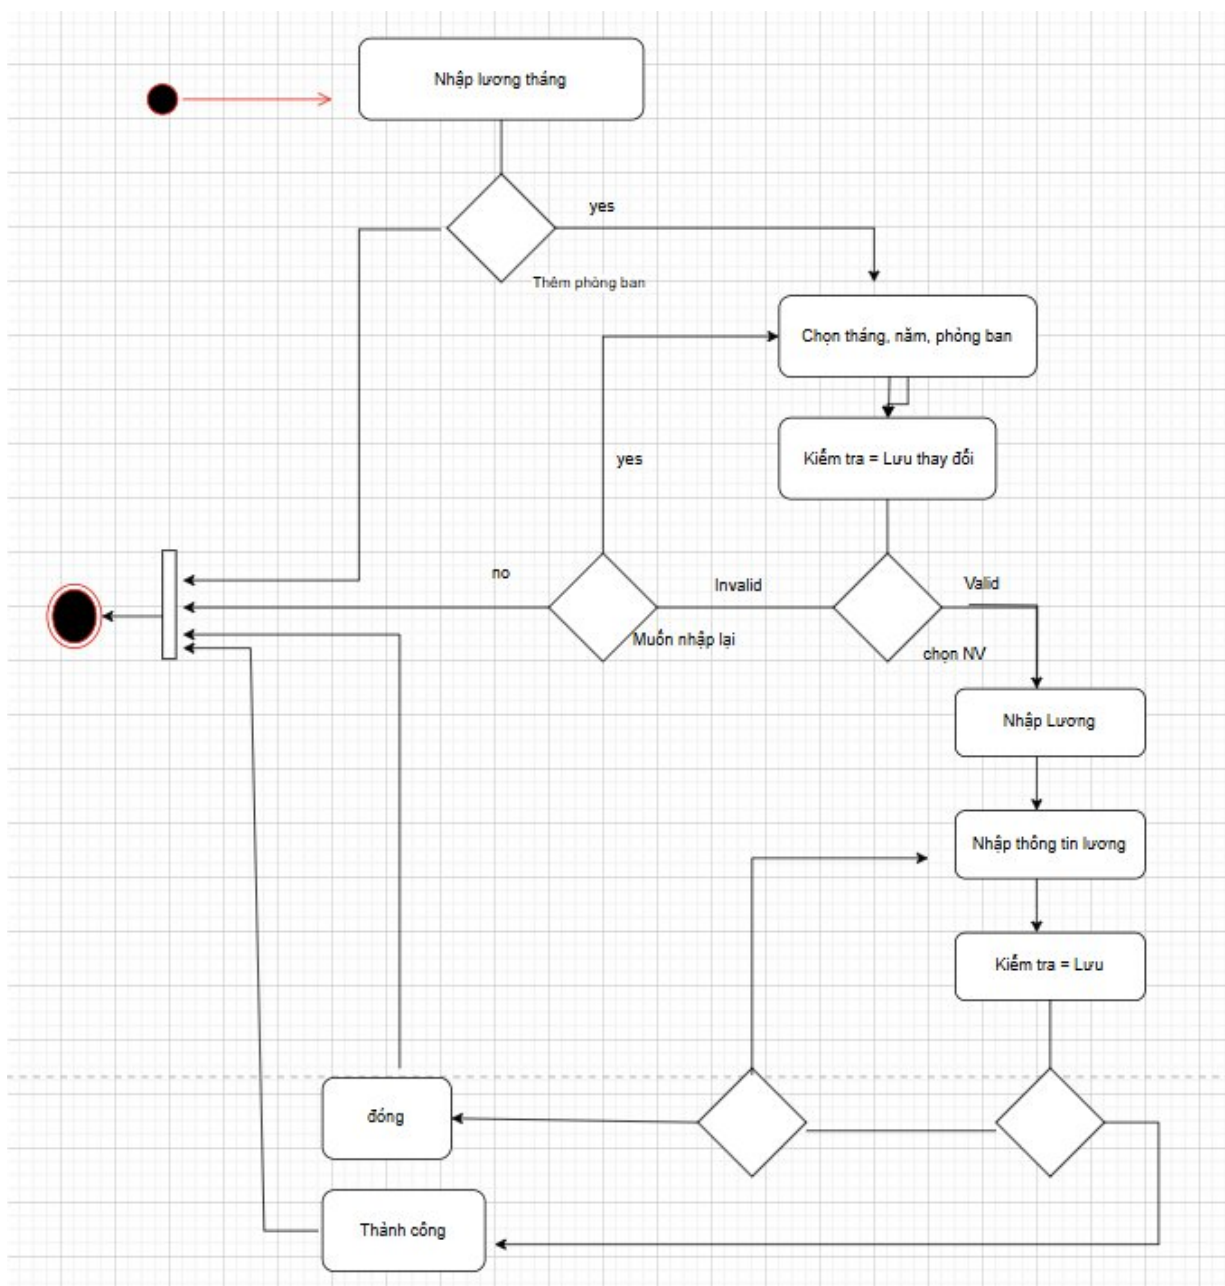 Nhập lương tháng
yes
Thêm phòng ban
Chọn tháng, năm, phòng ban
yes
Kiểm tra = Lưu thay đổi
no
Invalid
Valid
Muốn nhập lại
chọn NV
Nhập Lương
Nhập thông tin lương
Kiểm tra = Lưu
đóng
Thành công